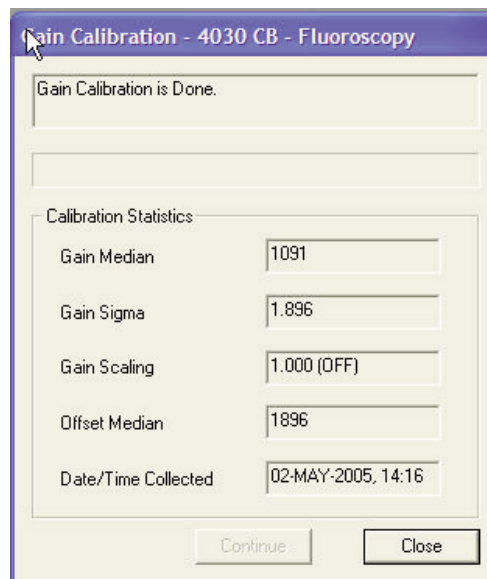 Gain Calibration - 4030 CB - Fluoroscopy
Gain Calibration is Done.
Calibration Statistics
Gain Median 1091
Gain Sigma 1.896
Gain Scaling 1.000 (OFF)
Offset Median 1896
Date/Time Collected 02-MAY-2005, 14:16
Continue Close